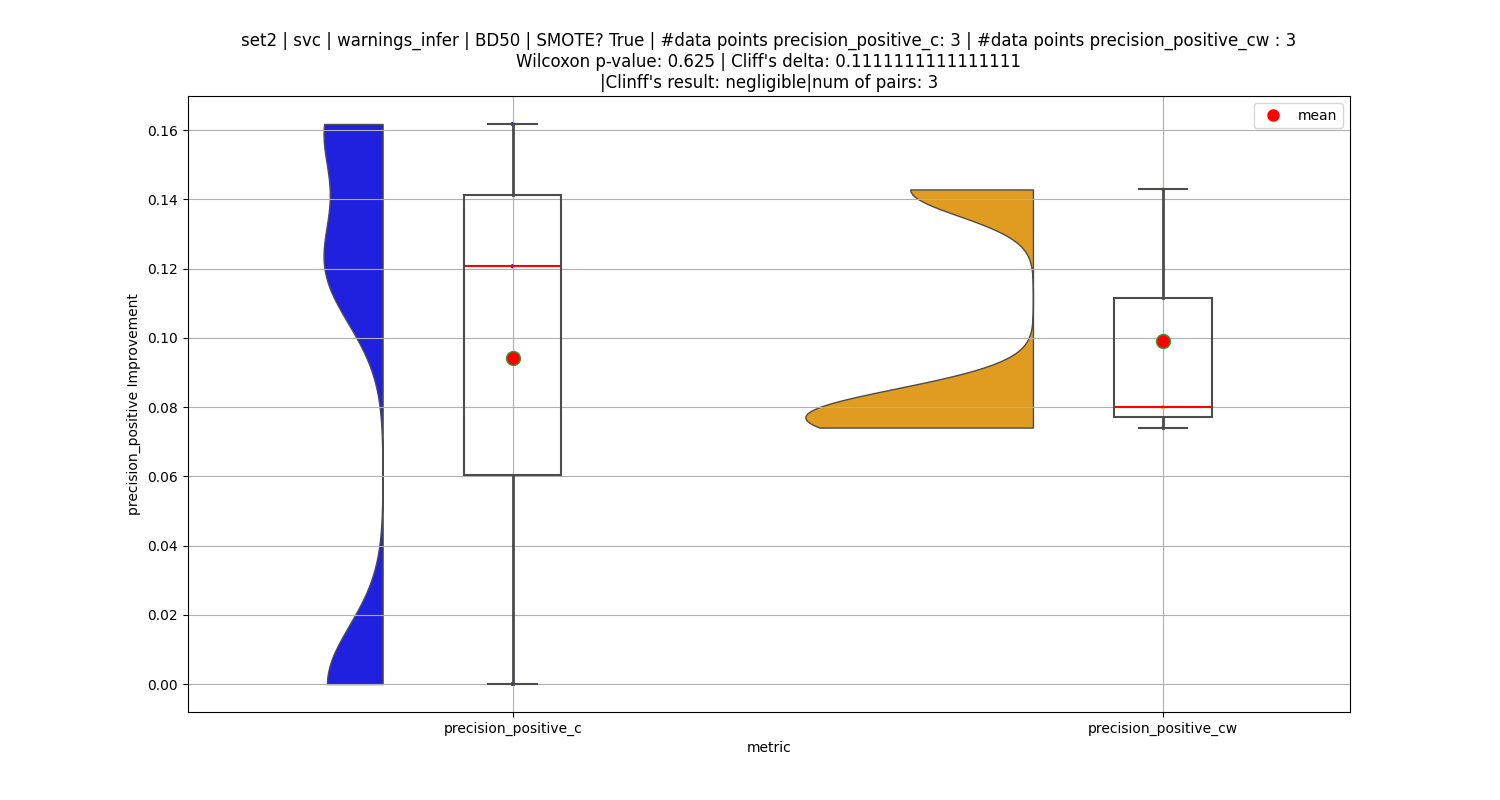 set2 | svc | warnings_infer | BD50 | SMOTE? True | #data points precision_positive_c: 3 | #data points precision_positive_cw : 3
Wilcoxon p-value: 0.625 | Cliff's delta: 0.1111111111111111
|Clinff's result: negligible|num of pairs: 3
mean
0.16
0.14
0.12
0.10
0.08
0.06
0.04
0.02
0.00
precision_positive Improvement
precision_positive_c
precision_positive_cw
metric